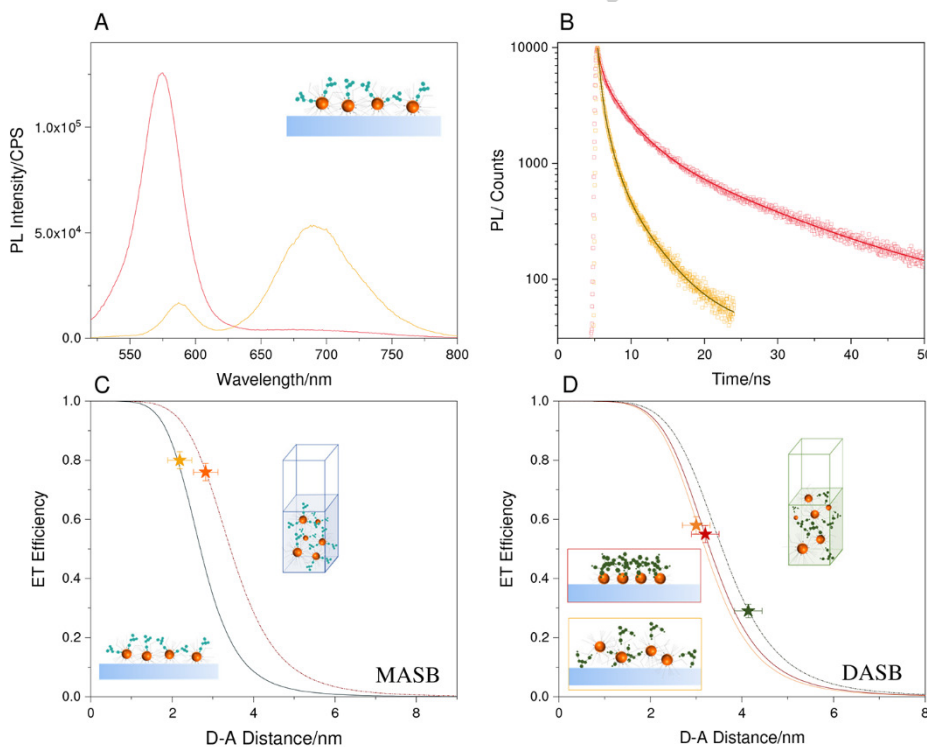 A
PL Intensity/CPS
1.0x10⁵
5.0x10⁴
0.0
550 600 650 700 750 800
Wavelength/nm
B
PL/ Counts
10000
1000
100
0 10 20 30 40 50
Time/ns
C
ET Efficiency
1.0
0.8
0.6
0.4
0.2
0.0
0 2 4 6 8
MASB
D-A Distance/nm
D
ET Efficiency
1.0
0.8
0.6
0.4
0.2
0.0
0 2 4 6 8
DASB
D-A Distance/nm